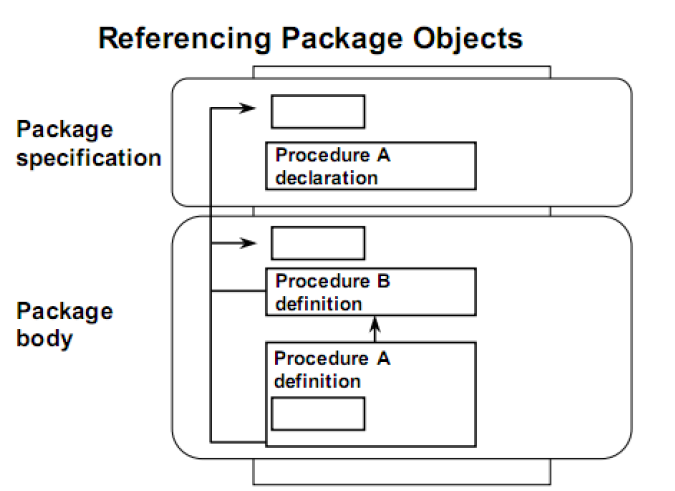 Referencing Package Objects
Package
specification
Procedure A
declaration
Package
body
Procedure B
definition
Procedure A
definition